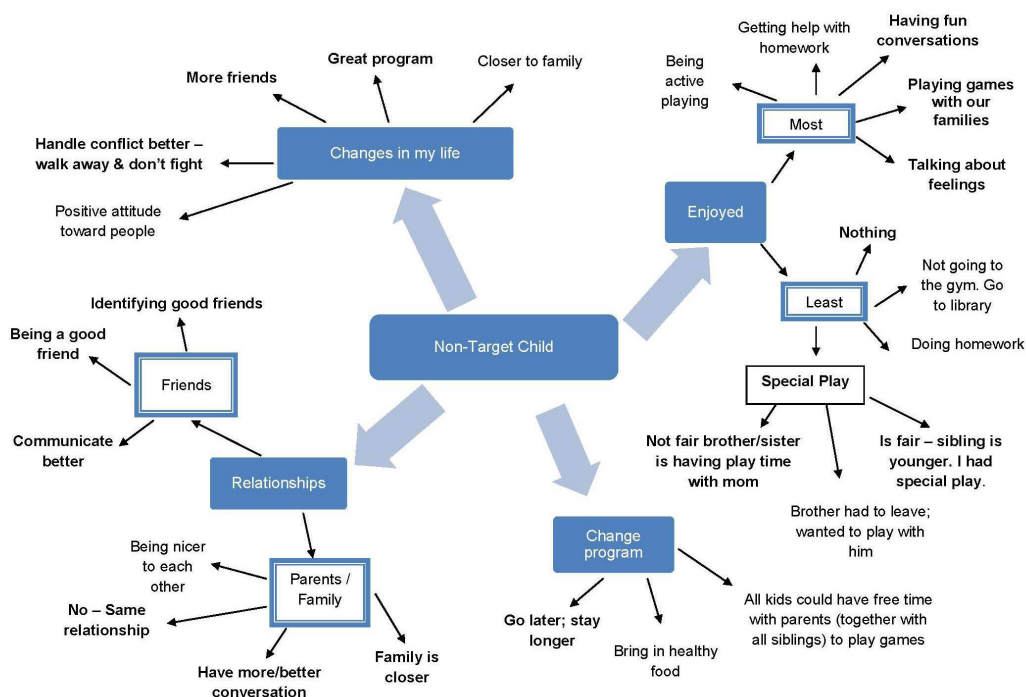 Great program
Closer to family
More friends
Handle conflict better –
walk away & don't fight
Changes in my life
Positive attitude
toward people
Getting help with
homework
Having fun
conversations
Being
active
playing
Playing games
with our
families
Most
Talking about
feelings
Enjoyed
Nothing
Not going to
the gym. Go
to library
Least
Doing homework
Special Play
Not fair brother/sister
is having play time
with mom
Is fair – sibling is
younger. I had
special play.
Brother had to leave;
wanted to play with
him
Non-Target Child
Identifying good friends
Being a good
friend
Friends
Communicate
better
Relationships
Being nicer
to each
other
Parents /
Family
No – Same
relationship
Have more/better
conversation
Family is
closer
Change
program
Go later; stay
longer
Bring in healthy
food
All kids could have free time
with parents (together with
all siblings) to play games